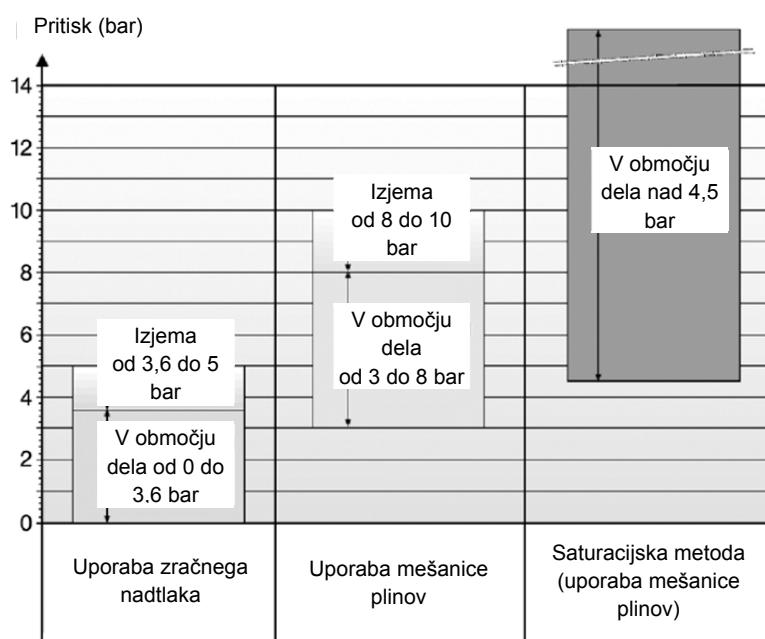 Pritisk (bar)
14
12
10
8
6
4
2
0
Izjema
od 3,6 do 5
bar
V območju
dela od 0 do
3.6 bar
Izjema
od 8 do 10
bar
V območju
dela
od 3 do 8 bar
V območju
dela nad 4,5
bar
Uporaba zračnega
nadtlaka
Uporaba mešanice
plinov
Saturacijska metoda
(uporaba mešanice
plinov)